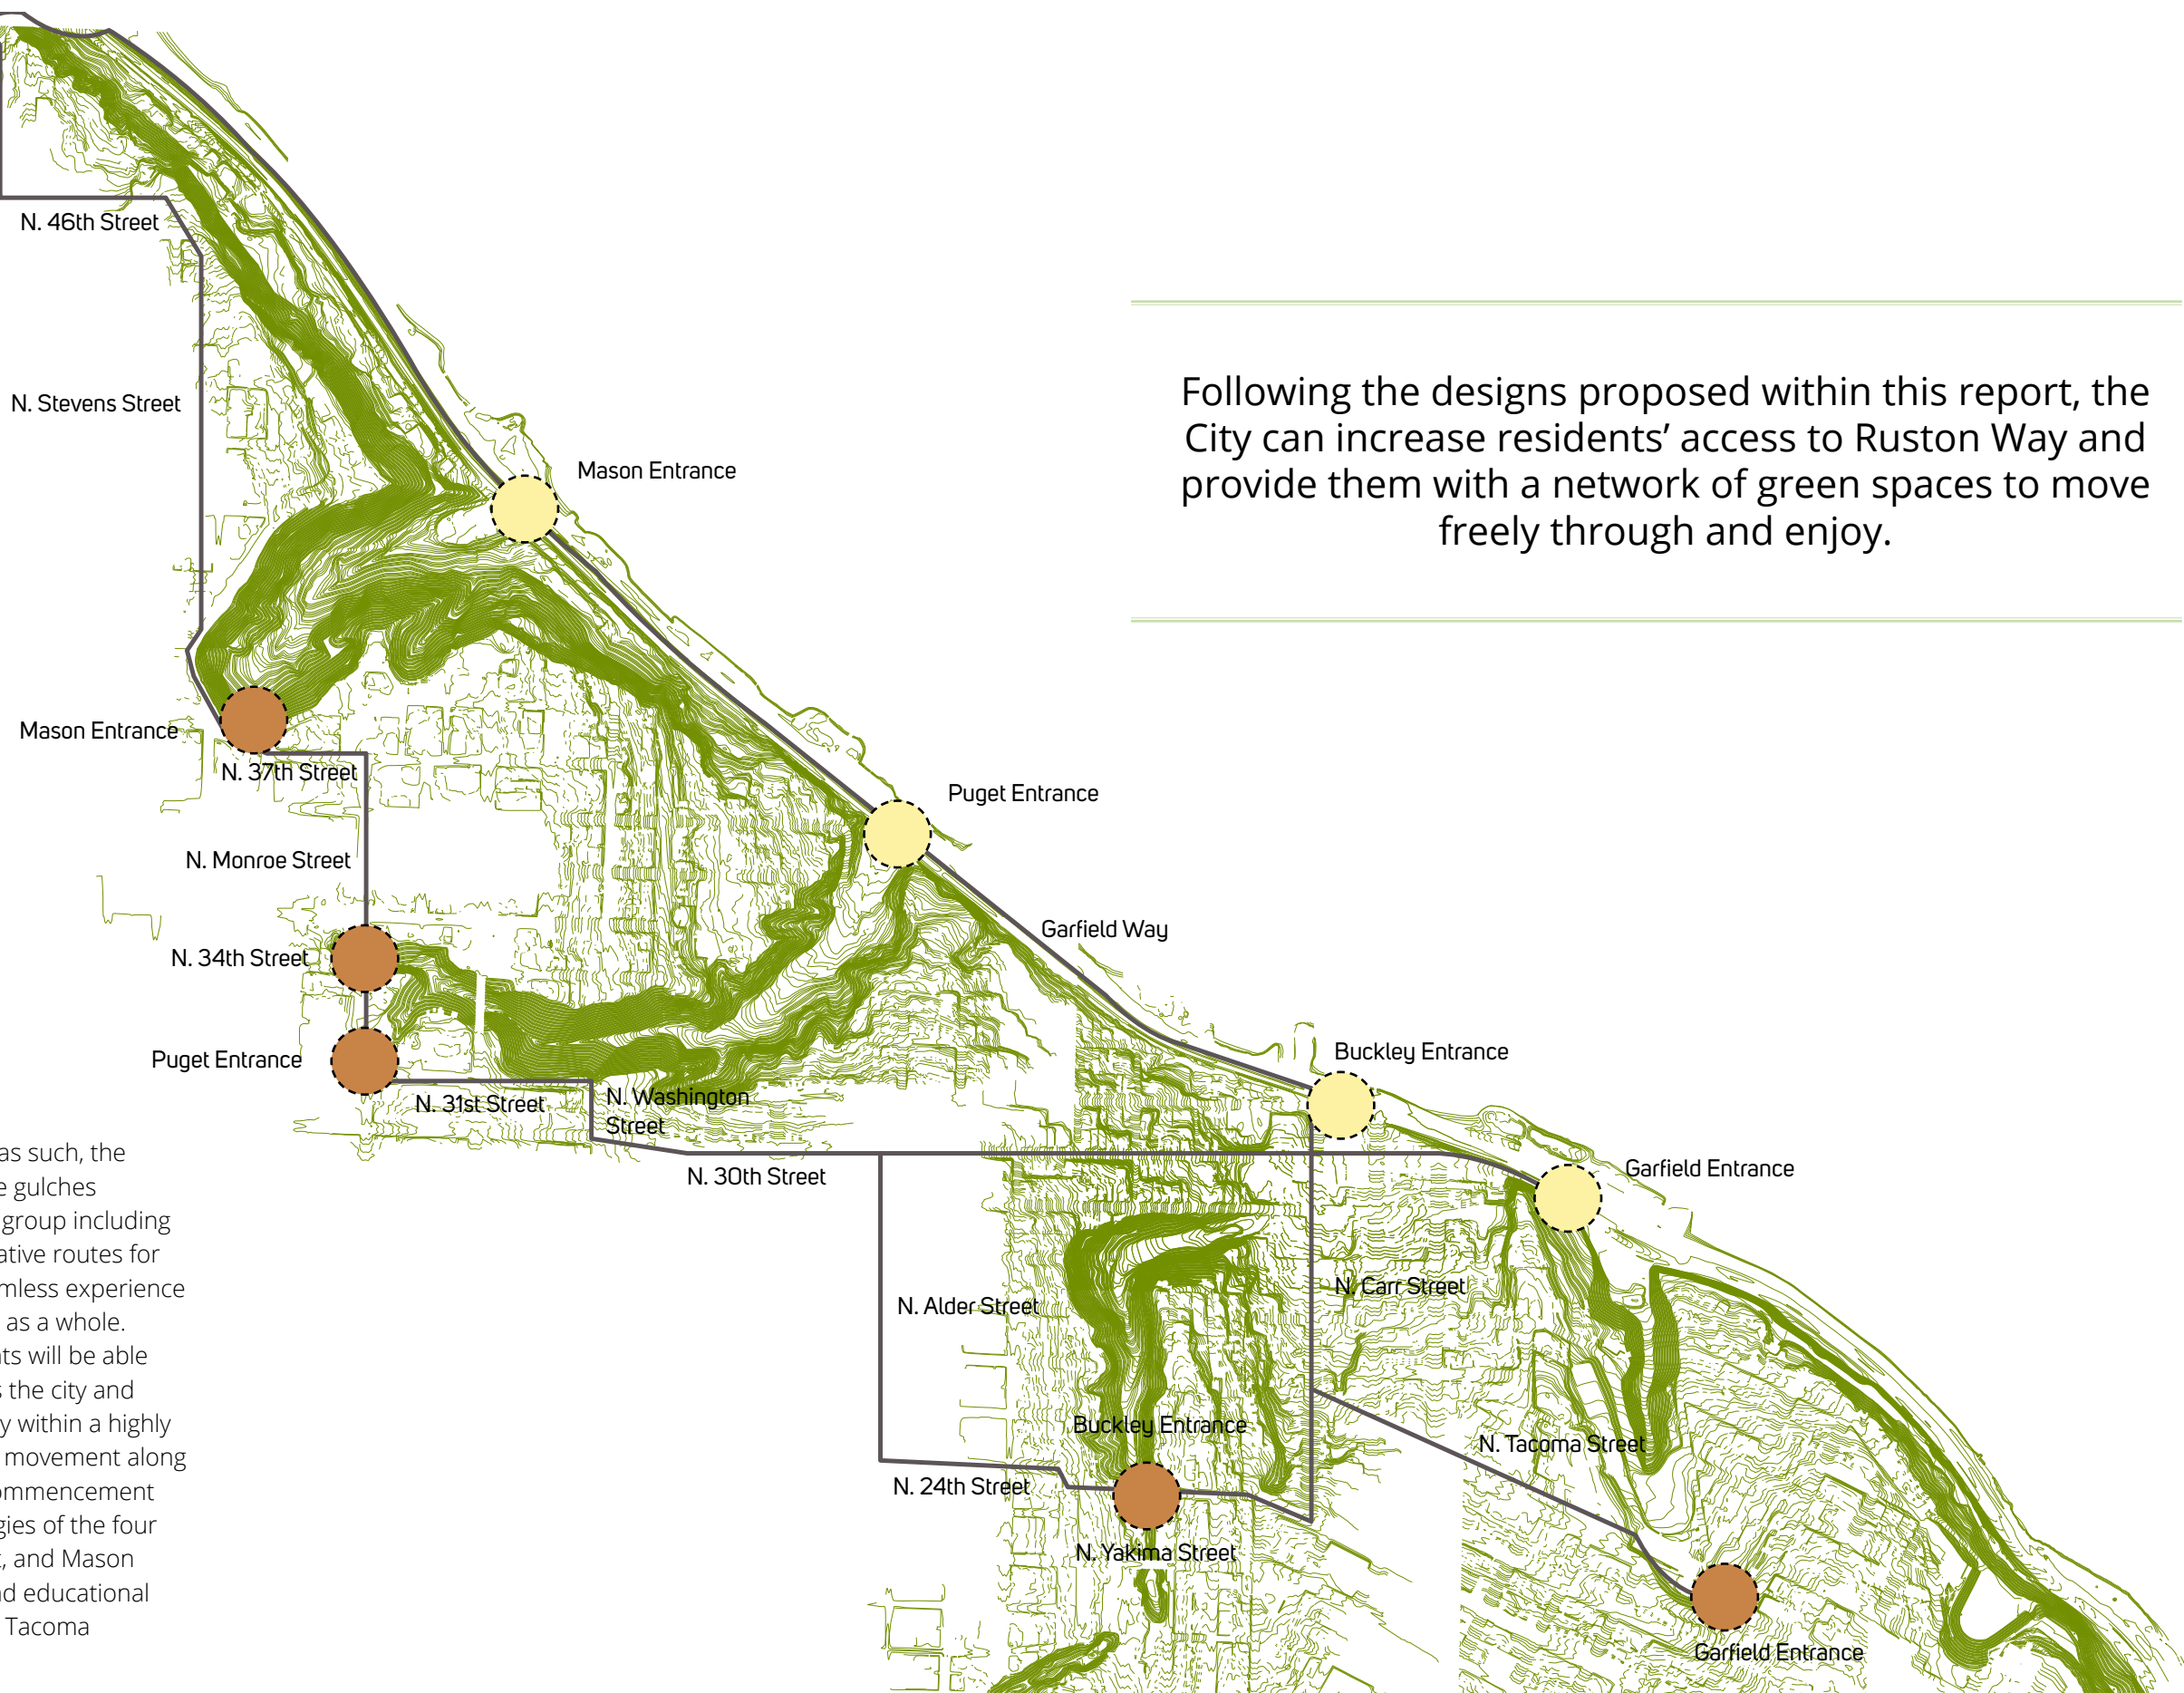 N. 46th Street
N. Stevens Street
Following the designs proposed within this report, the
City can increase residents’ access to Ruston Way and
provide them with a network of green spaces to move
freely through and enjoy.
Mason Entrance
Mason Entrance
N. 37th Street
Puget Entrance
N. Monroe Street
Garfield Way
N. 34th Street
Puget Entrance
Buckley Entrance
N. 31st Street
N. Washington
Street
N. 30th Street
Garfield Entrance
N. Alder Street
N. Carr Street
Buckley Entrance
N. Tacoma Street
N. 24th Street
N. Yakima Street
Garfield Entrance
as such, the
gulches
group including
ative routes for
mless experience
as a whole.
ts will be able
s the city and
y within a highly
movement along
ommencement
gies of the four
, and Mason
d educational
Tacoma